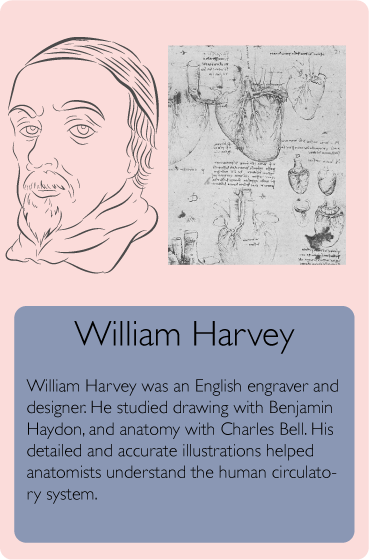 William Harvey
William Harvey was an English engraver and
designer. He studied drawing with Benjamin
Haydon, and anatomy with Charles Bell. His
detailed and accurate illustrations helped
anatomists understand the human circulato-
ry system.